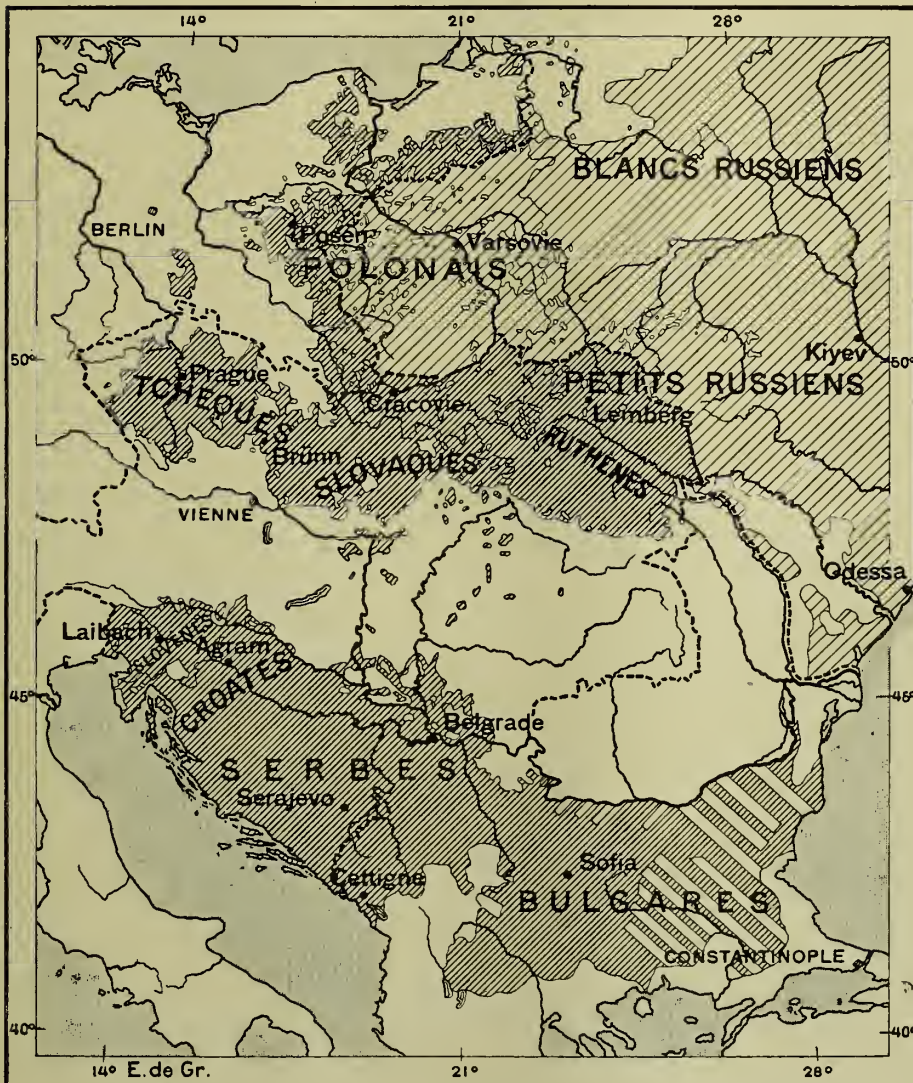 14° 21° 28°
BLANCS RUSSIENS
BERLIN
Posen
Varsovie
POLONAIS
50° 50°
Kiyev
Prague
TCHEQUES
PETITS RUSSIENS
Cracovie
Lemberg
Brünn
SLOVAQUES
RUTHENES
VIENNE
Odessa
Laibach
SLOVENES
Agram
CROATES
45° 45°
Belgrade
SERBES
Serajevo
Sofia
Cettigne
BULGARES
CONSTANTINOPLE
40° 40°
14° E.de Gr. 21° 28°